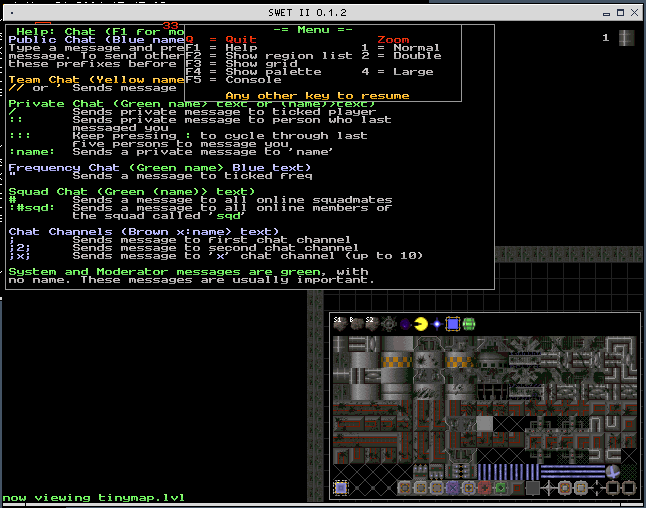 SWET II 0.1.2
33
Help: Chat (F1 for mo
Public Chat (Blue name
Type a message and pre
message. To send other
these prefixes before
Team Chat (Yellow name
// or ' Sends message
-= Menu =-
Q = Quit Zoom
F1 = Help 1 = Normal
F2 = Show region list 2 = Double
F3 = Show grid
F4 = Show palette 4 = Large
F5 = Console
Any other key to resume
1
Private Chat (Green name) text or (name)>text)
/ Sends private message to ticked player
:: Sends private message to person who last
messaged you
::: Keep pressing : to cycle through last
five persons to message you
:name: Sends a private message to 'name'
Frequency Chat (Green name) Blue text)
" Sends message to ticked freq
Squad Chat (Green (name)) text)
# Sends a message to all online squadmates
:#sqd: Sends a message to all online members of
the squad called 'sqd'
Chat Channels (Brown x:name) text)
; Sends message to first chat channel
;2; Sends message to second chat channel
;x; Sends message to 'x' chat channel (up to 10)
System and Moderator messages are green, with
no name. These messages are usually important.
S1 B S2
now viewing tinymap.lvl